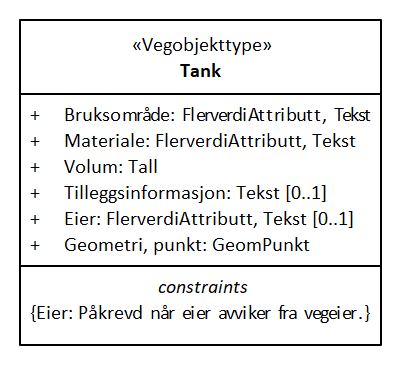 «Vegobjekttype»
Tank
+ Bruksområde: FlerverdiAttributt, Tekst
+ Materiale: FlerverdiAttributt, Tekst
+ Volum: Tall
+ Tilleggsinformasjon: Tekst [0..1]
+ Eier: FlerverdiAttributt, Tekst [0..1]
+ Geometri, punkt: GeomPunkt
constraints
{Eier: Påkrevd når eier avviker fra vegeier.}